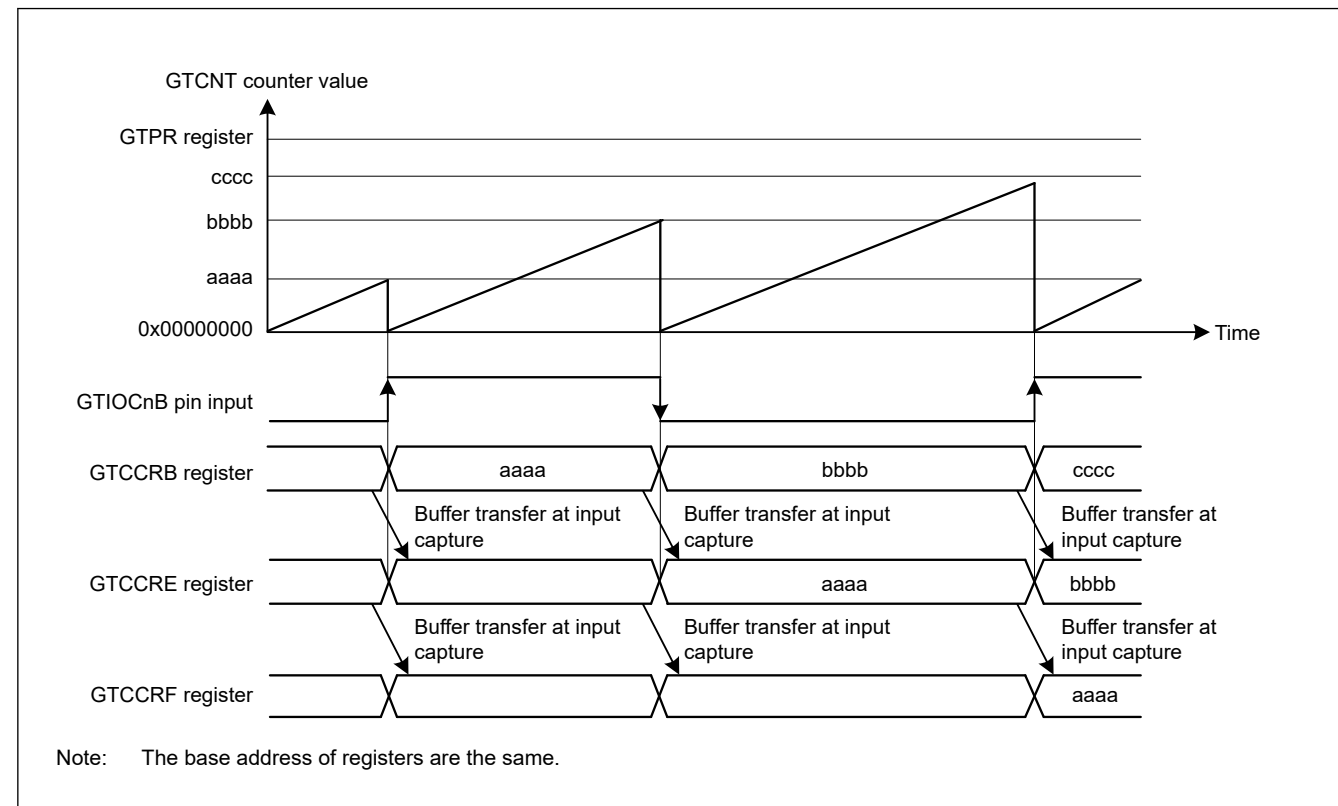 GTCNT counter value
GTPR register
cccc
bbbb
aaaa
0x00000000
Time
GTIOCnB pin input
GTCCRB register
aaaa
bbbb
cccc
Buffer transfer at input
capture
Buffer transfer at input
capture
Buffer transfer at
input capture
GTCCRE register
aaaa
bbbb
Buffer transfer at input
capture
Buffer transfer at input
capture
Buffer transfer at
input capture
GTCCRF register
aaaa
Note: The base address of registers are the same.